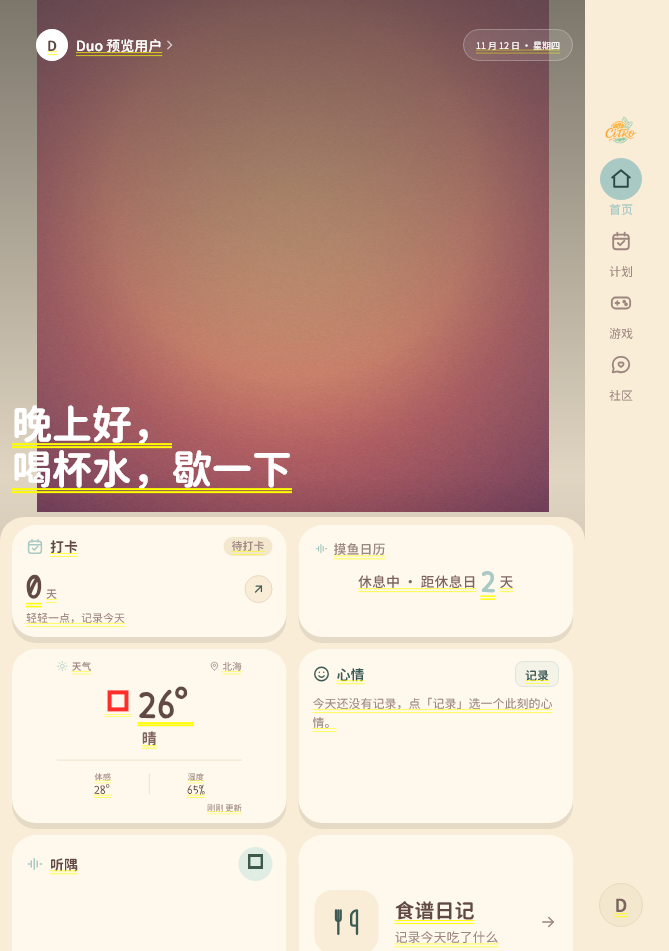 D
Duo 预览用户
11月12日 · 星期四
晚上好，
喝杯水，歇一下
Citro
首页
计划
游戏
社区
D
打卡
待打卡
0 天
轻轻一点，记录今天
摸鱼日历
休息中 · 距休息日 2 天
天气
北海
26°
晴
体感
28°
湿度
65%
刚刚 更新
心情
记录
今天还没有记录，点「记录」选一个此刻的心
情。
听隅
食谱日记
记录今天吃了什么